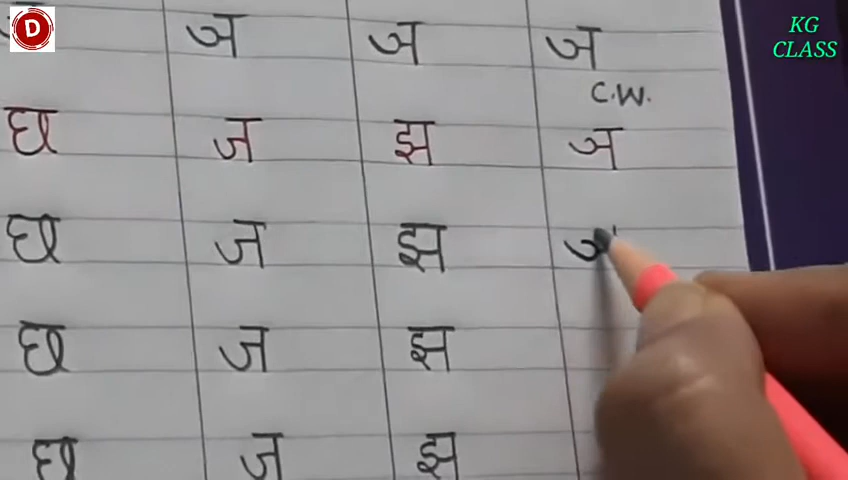 D
KG
CLASS
ञ ञ ञ
C.W.
छ ज झ ञ
छ ज झ ञ
छ ज झ
छ ज झ